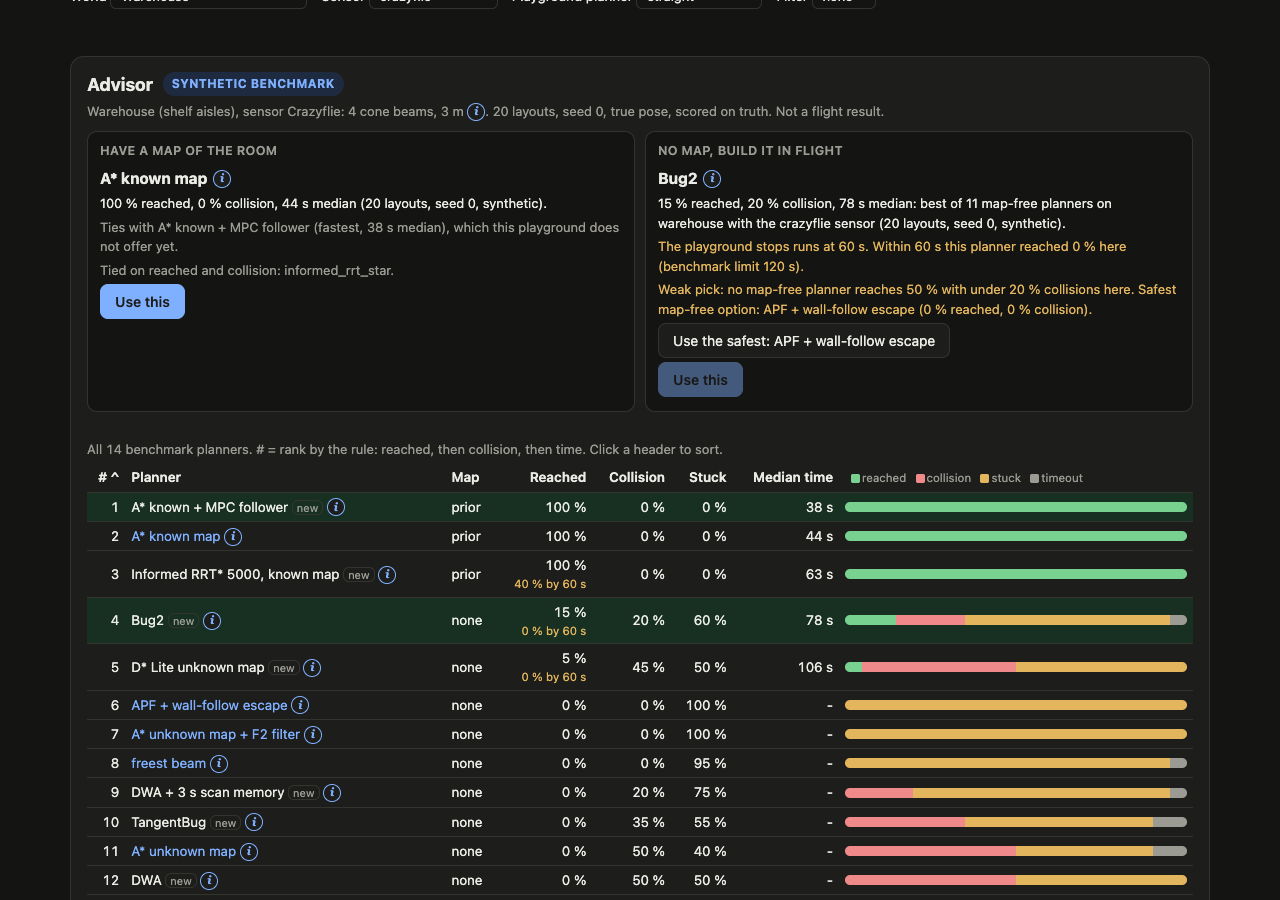 World Warehouse Sensor crazyflie Playground planner straight Filter none
Advisor SYNTHETIC BENCHMARK
Warehouse (shelf aisles), sensor Crazyflie: 4 cone beams, 3 m i. 20 layouts, seed 0, true pose, scored on truth. Not a flight result.
HAVE A MAP OF THE ROOM
A* known map i
100 % reached, 0 % collision, 44 s median (20 layouts, seed 0, synthetic).
Ties with A* known + MPC follower (fastest, 38 s median), which this playground does
not offer yet.
Tied on reached and collision: informed_rrt_star.
Use this
NO MAP, BUILD IT IN FLIGHT
Bug2 i
15 % reached, 20 % collision, 78 s median: best of 11 map-free planners on
warehouse with the crazyflie sensor (20 layouts, seed 0, synthetic).
The playground stops runs at 60 s. Within 60 s this planner reached 0 % here
(benchmark limit 120 s).
Weak pick: no map-free planner reaches 50 % with under 20 % collisions here. Safest
map-free option: APF + wall-follow escape (0 % reached, 0 % collision).
Use the safest: APF + wall-follow escape
Use this
All 14 benchmark planners. # = rank by the rule: reached, then collision, then time. Click a header to sort.
# ^ Planner Map Reached Collision Stuck Median time reached collision stuck timeout
1 A* known + MPC follower new i prior 100 % 0 % 0 % 38 s
2 A* known map i prior 100 % 0 % 0 % 44 s
3 Informed RRT* 5000, known map new i prior 100 % 0 % 0 % 63 s
40 % by 60 s
4 Bug2 new i none 15 % 20 % 60 % 78 s
0 % by 60 s
5 D* Lite unknown map new i none 5 % 45 % 50 % 106 s
0 % by 60 s
6 APF + wall-follow escape i none 0 % 0 % 100 % -
7 A* unknown map + F2 filter i none 0 % 0 % 100 % -
8 freest beam i none 0 % 0 % 95 % -
9 DWA + 3 s scan memory new i none 0 % 20 % 75 % -
10 TangentBug new i none 0 % 35 % 55 % -
11 A* unknown map i none 0 % 50 % 40 % -
12 DWA new i none 0 % 50 % 50 % -